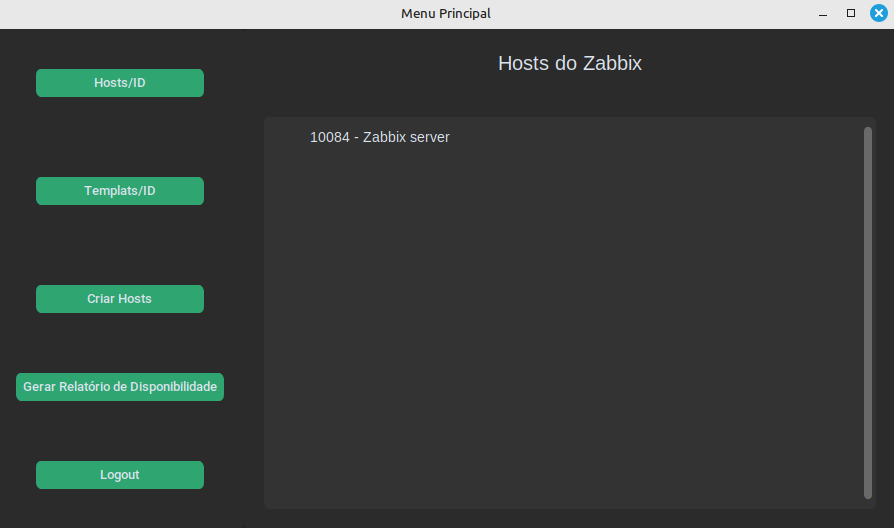 Menu Principal
Hosts/ID
Templats/ID
Criar Hosts
Gerar Relatório de Disponibilidade
Logout
Hosts do Zabbix
10084 - Zabbix server